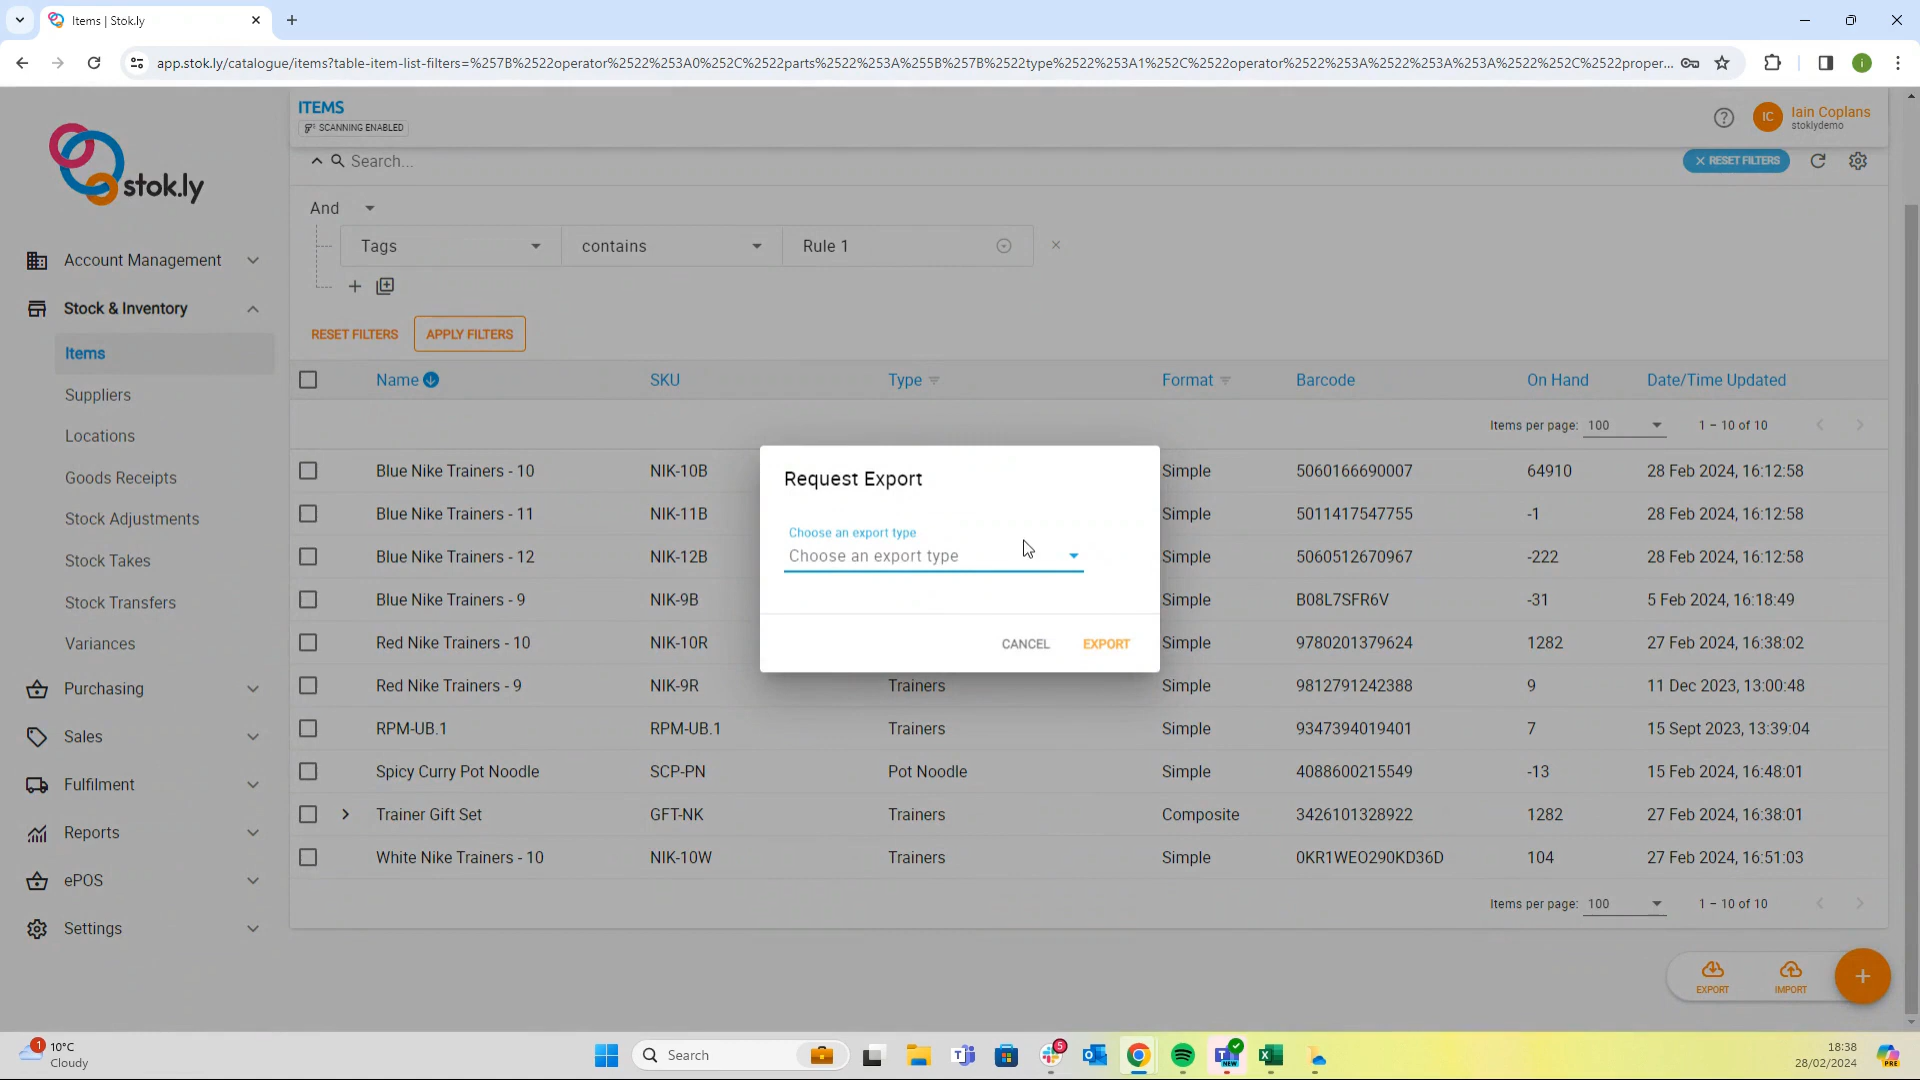 Items | Stok.ly
app.stok.ly/catalogue/items?table-item-list-filters=%257B%2522operator%2522%253A0%252C%2522parts%2522%253A%255B%257B%2522type%2522%253A1%252C%2522operator%2522%253A%2522%253A%253A%2522%252C%2522proper...
i
stok.ly
ITEMS
SCANNING ENABLED
?
IC
Iain Coplans
stoklydemo
Search...
RESET FILTERS
And
Tags
contains
Rule 1
RESET FILTERS
APPLY FILTERS
Account Management
Stock & Inventory
Items
Suppliers
Locations
Goods Receipts
Stock Adjustments
Stock Takes
Stock Transfers
Variances
Purchasing
Sales
Fulfilment
Reports
ePOS
Settings
Name SKU Type Format Barcode On Hand Date/Time Updated
Items per page: 100 1 – 10 of 10
Blue Nike Trainers - 10 NIK-10B Simple 5060166690007 64910 28 Feb 2024, 16:12:58
Blue Nike Trainers - 11 NIK-11B Simple 5011417547755 -1 28 Feb 2024, 16:12:58
Blue Nike Trainers - 12 NIK-12B Simple 5060512670967 -222 28 Feb 2024, 16:12:58
Blue Nike Trainers - 9 NIK-9B Simple B08L7SFR6V -31 5 Feb 2024, 16:18:49
Red Nike Trainers - 10 NIK-10R Simple 9780201379624 1282 27 Feb 2024, 16:38:02
Red Nike Trainers - 9 NIK-9R Trainers Simple 9812791242388 9 11 Dec 2023, 13:00:48
RPM-UB.1 RPM-UB.1 Trainers Simple 9347394019401 7 15 Sept 2023, 13:39:04
Spicy Curry Pot Noodle SCP-PN Pot Noodle Simple 4088600215549 -13 15 Feb 2024, 16:48:01
Trainer Gift Set GFT-NK Trainers Composite 3426101328922 1282 27 Feb 2024, 16:38:01
White Nike Trainers - 10 NIK-10W Trainers Simple 0KR1WEO290KD36D 104 27 Feb 2024, 16:51:03
Items per page: 100 1 – 10 of 10
Request Export
Choose an export type
Choose an export type
CANCEL
EXPORT
EXPORT
IMPORT
1
10°C
Cloudy
Search
5
NEW
18:38
28/02/2024
PRE